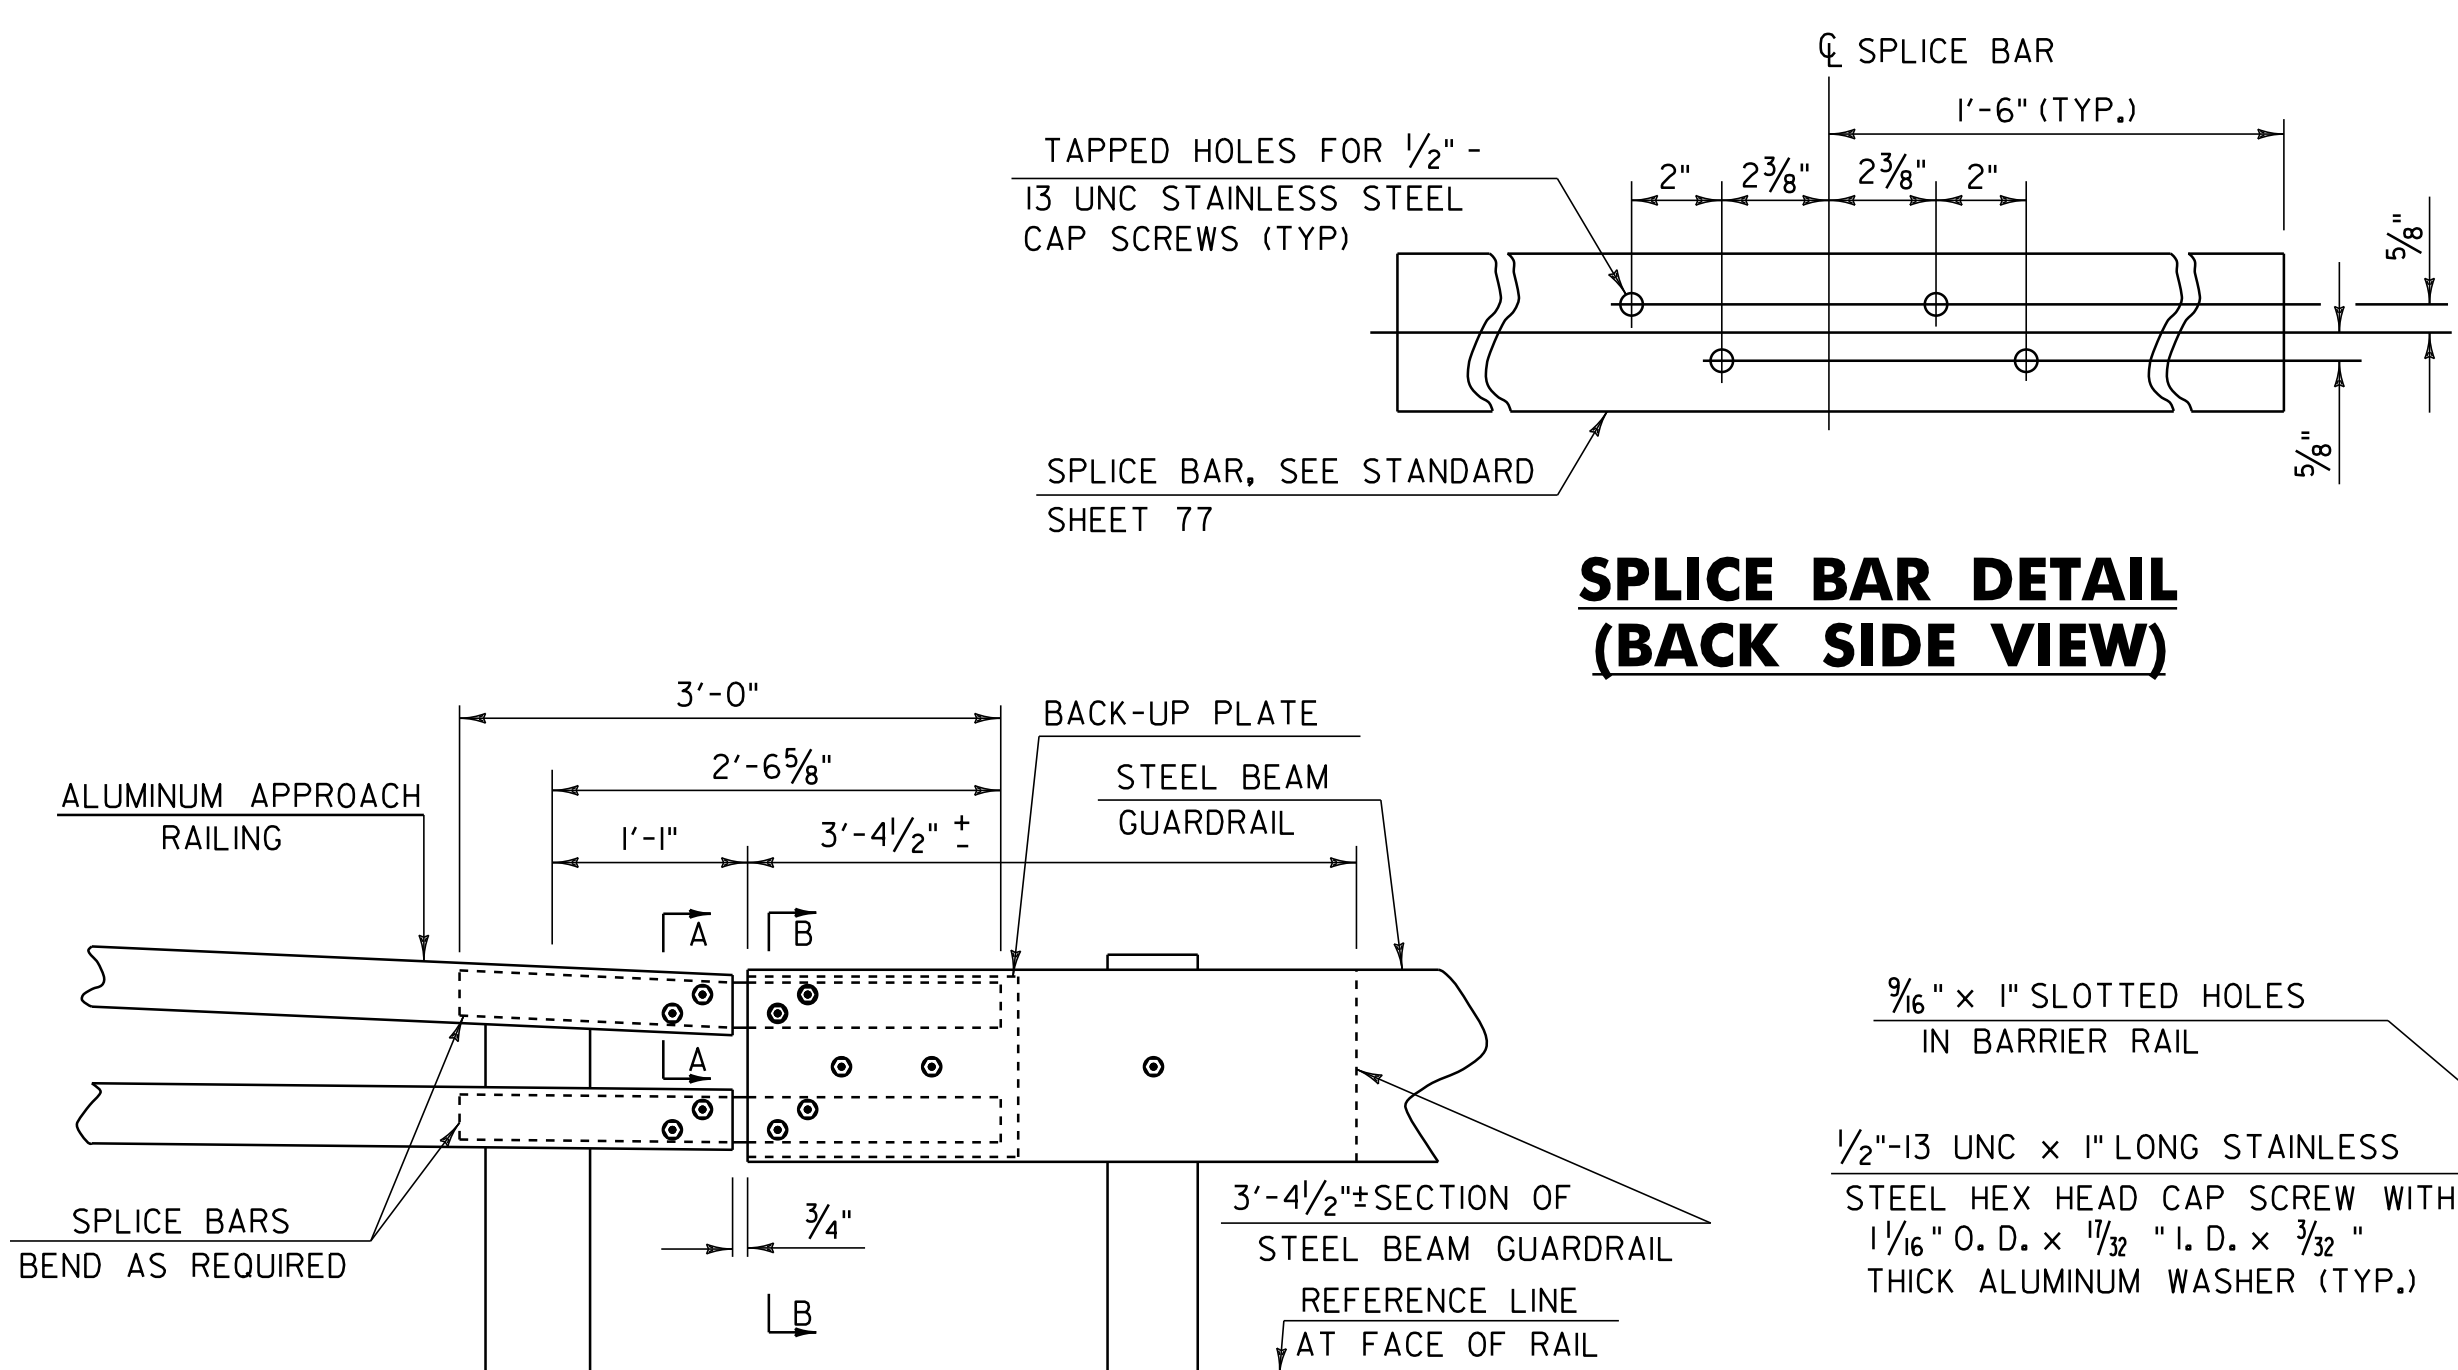 ℄ SPLICE BAR
1'-6" (TYP.)
TAPPED HOLES FOR 1/2" -
13 UNC STAINLESS STEEL
CAP SCREWS (TYP)
2" 2 3/8" 2 3/8" 2"
5/8"
5/8"
SPLICE BAR, SEE STANDARD
SHEET 77
SPLICE BAR DETAIL
(BACK SIDE VIEW)
3'-0"
BACK-UP PLATE
2'-6 5/8"
STEEL BEAM
GUARDRAIL
ALUMINUM APPROACH
RAILING
1'-1" 3'-4 1/2" ±
A B
A
9/16" x 1" SLOTTED HOLES
IN BARRIER RAIL
1/2"-13 UNC x 1" LONG STAINLESS
STEEL HEX HEAD CAP SCREW WITH
1 1/16" O. D. x 17/32 " I. D. x 3/32 "
THICK ALUMINUM WASHER (TYP.)
SPLICE BARS
BEND AS REQUIRED
3/4"
3'-4 1/2"± SECTION OF
STEEL BEAM GUARDRAIL
B
REFERENCE LINE
AT FACE OF RAIL